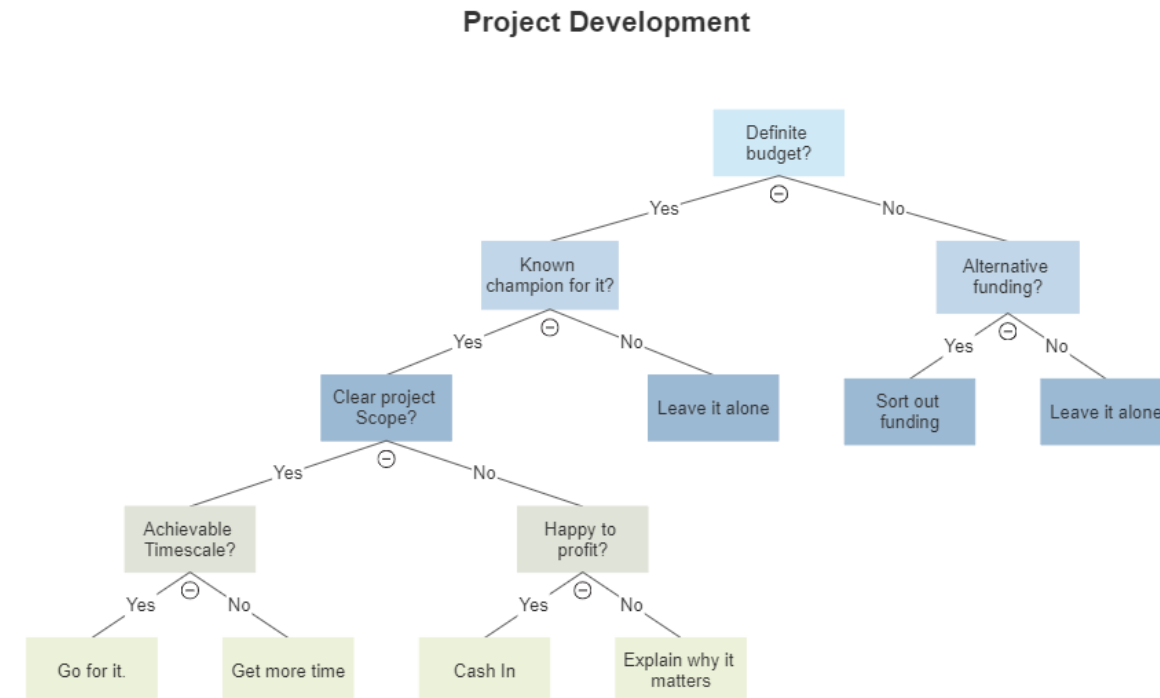 Project Development
Definite
budget?
Yes
No
Known
champion for it?
Alternative
funding?
Yes
No
Yes
No
Clear project
Scope?
Leave it alone
Sort out
funding
Leave it alone
Yes
No
Achievable
Timescale?
Happy to
profit?
Yes
No
Yes
No
Go for it.
Get more time
Cash In
Explain why it
matters